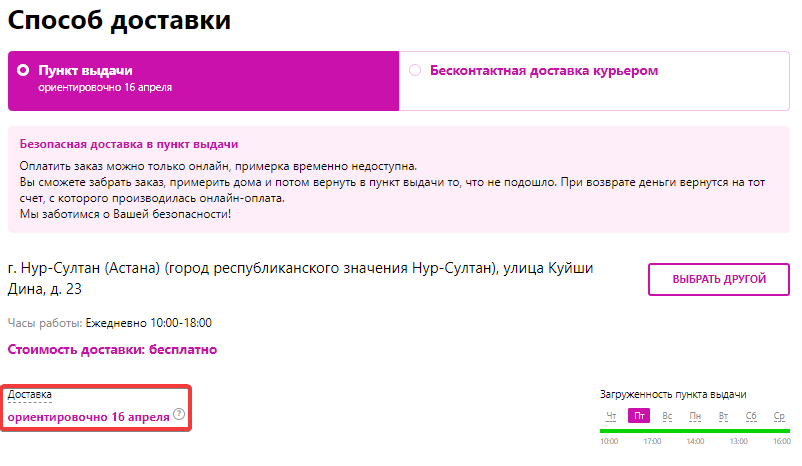 Способ доставки
Пункт выдачи
ориентировочно 16 апреля
Бесконтактная доставка курьером
Безопасная доставка в пункт выдачи
Оплатить заказ можно только онлайн, примерка временно недоступна.
Вы сможете забрать заказ, примерить дома и потом вернуть в пункт выдачи то, что не подошло. При возврате деньги вернутся на тот
счет, с которого производилась онлайн-оплата.
Мы заботимся о Вашей безопасности!
г. Нур-Султан (Астана) (город республиканского значения Нур-Султан), улица Куйши
Дина, д. 23
ВЫБРАТЬ ДРУГОЙ
Часы работы: Ежедневно 10:00-18:00
Стоимость доставки: бесплатно
Доставка
ориентировочно 16 апреля ?
Загруженность пункта выдачи
Чт Пт Вс Пн Вт Сб Ср
10:00 17:00 14:00 13:00 16:00